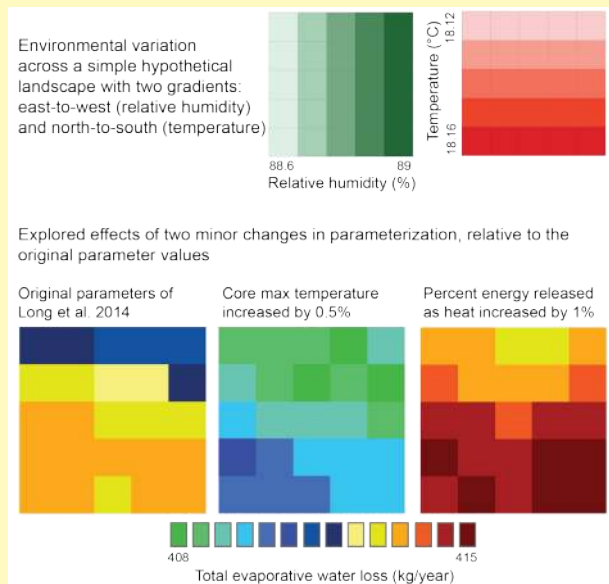 Environmental variation
across a simple hypothetical
landscape with two gradients:
east-to-west (relative humidity)
and north-to-south (temperature)
88.6
89
Relative humidity (%)
Temperature (°C)
18.12
18.16
Explored effects of two minor changes in parameterization, relative to the
original parameter values
Original parameters of
Long et al. 2014
Core max temperature
increased by 0.5%
Percent energy released
as heat increased by 1%
408
415
Total evaporative water loss (kg/year)